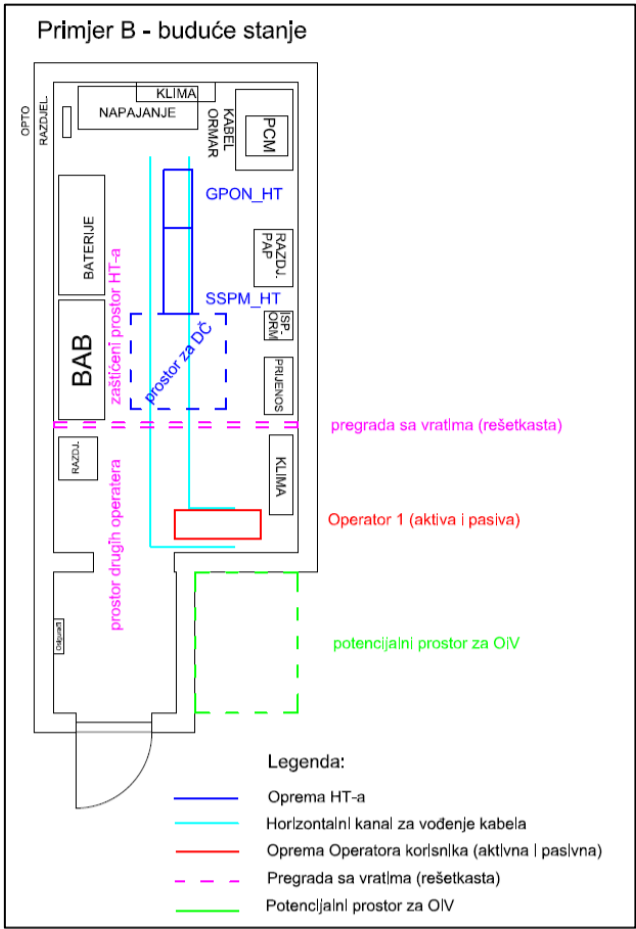 Primjer B - buduće stanje
KLIMA
NAPAJANJE
OPTO
RAZDJEL.
KABEL
ORMAR
PCM
GPON_HT
BATERIJE
zaštićeni prostor HT-a
RAZDJ.
PAP
SSPM_HT
ISP-
ORM
BAB
prostor za DČ
PRIJENOS
pregrada sa vratima (rešetkasta)
RAZDJ.
KLIMA
prostor drugih operatera
Operator 1 (aktiva i pasiva)
Osigurači
potencijalni prostor za OIV
Legenda:
Oprema HT-a
Horizontalni kanal za vođenje kabela
Oprema Operatora korisnika (aktivna i pasivna)
Pregrada sa vratima (rešetkasta)
Potencijalni prostor za OIV